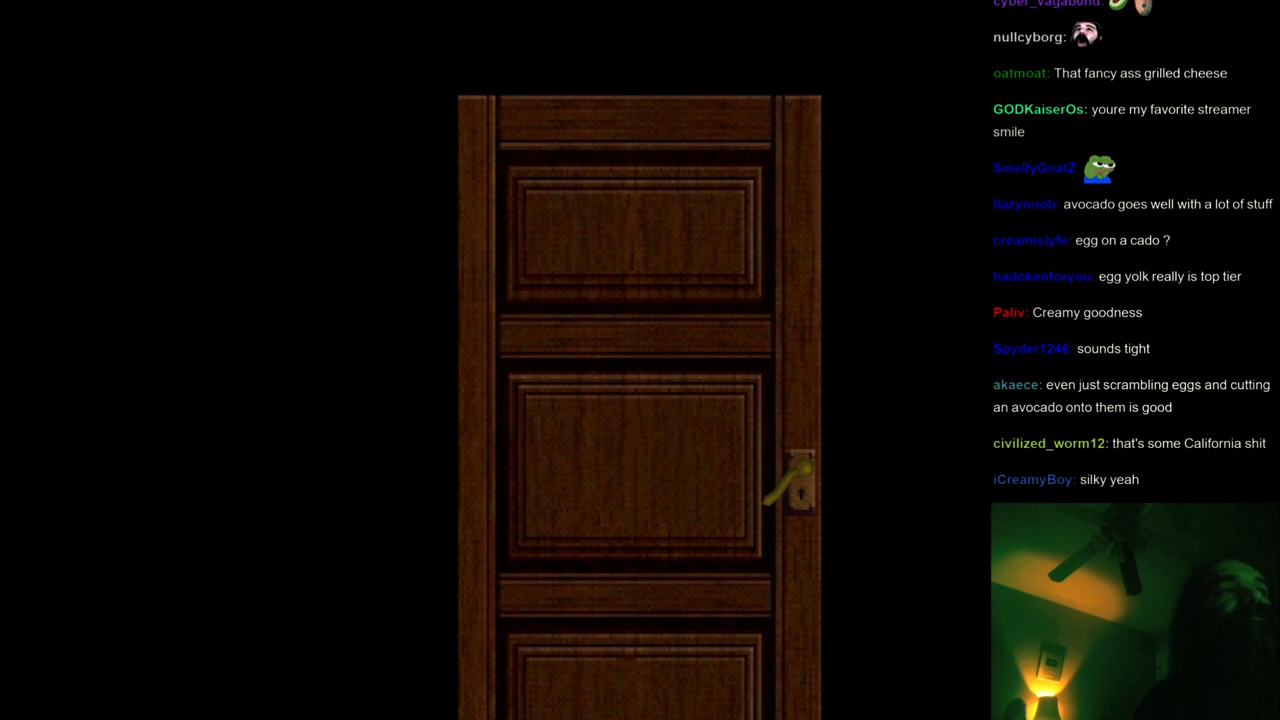 cyber_vagab0nd:
nullcyborg:
oatmoat: That fancy ass grilled cheese
GODKaiserOs: youre my favorite streamer
smile
SmellyGoatZ
llazynoob: avocado goes well with a lot of stuff
creamislyfe: egg on a cado ?
hadokenforyou: egg yolk really is top tier
Paliv: Creamy goodness
Spyder1246: sounds tight
akaece: even just scrambling eggs and cutting
an avocado onto them is good
civilized_worm12: that's some California shit
iCreamyBoy: silky yeah